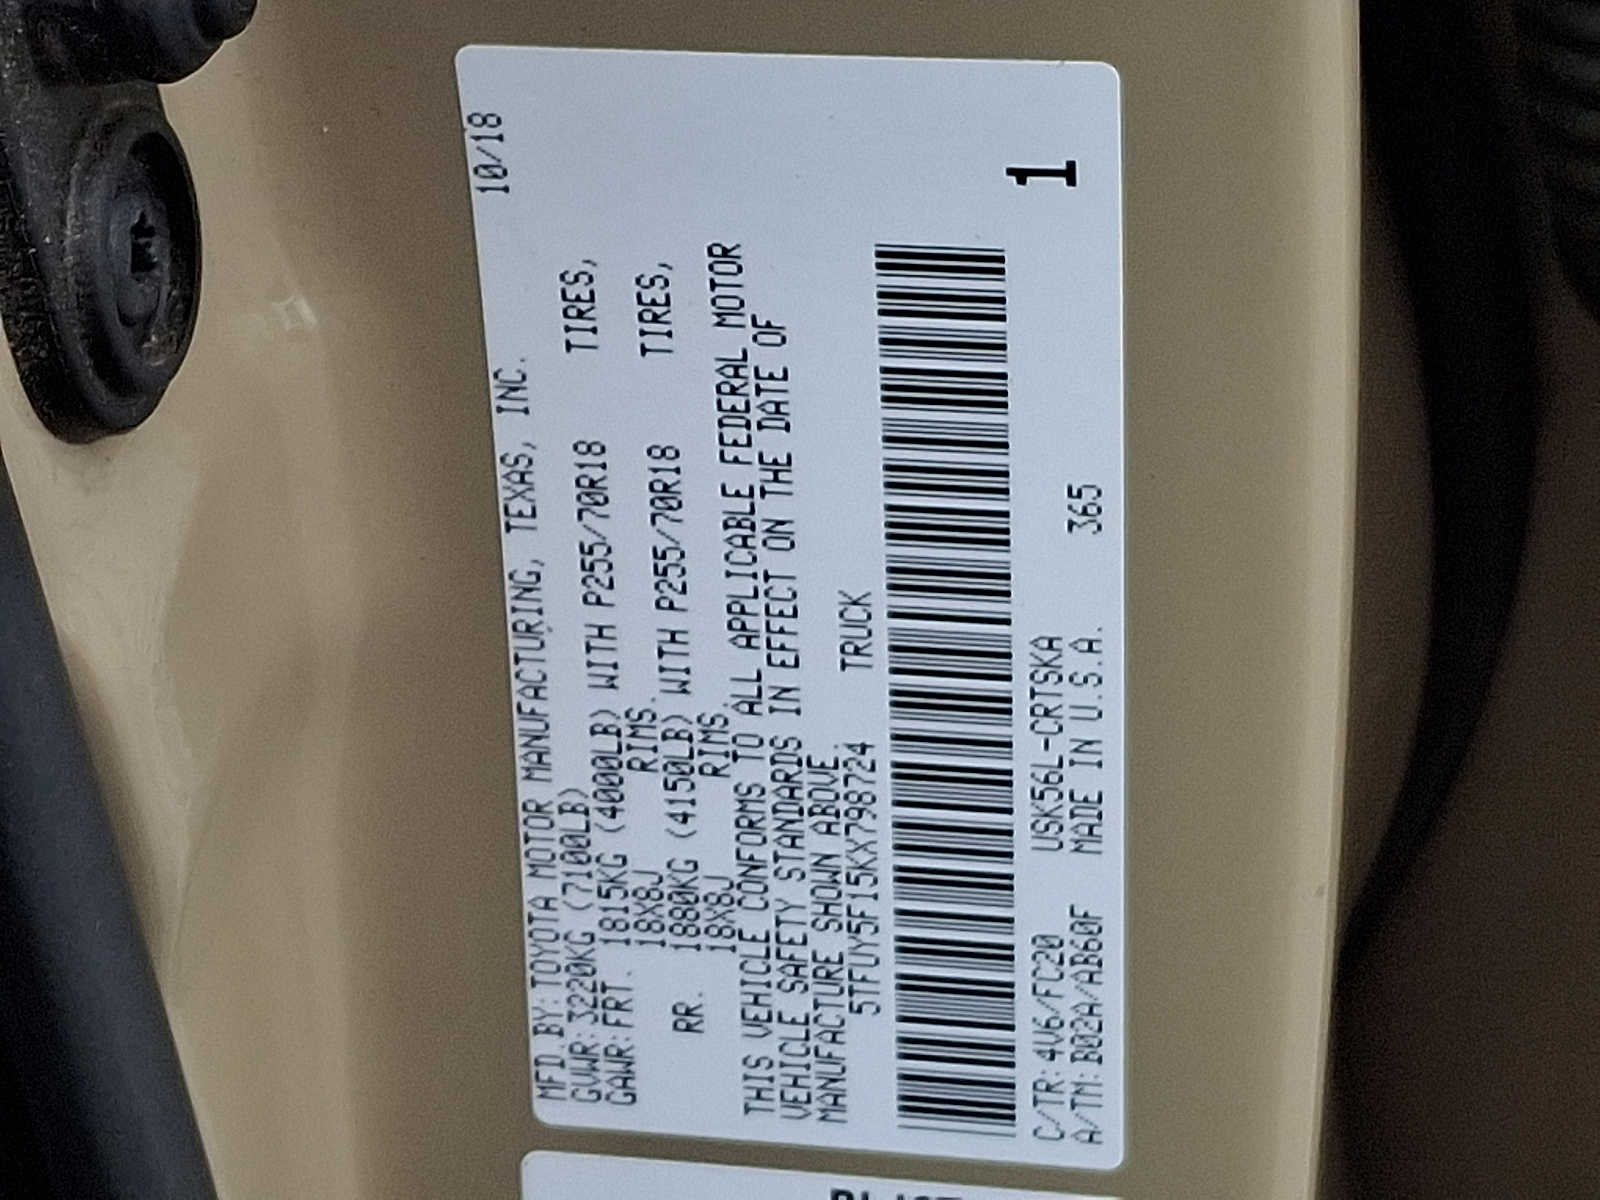 MFD BY: TOYOTA MOTOR MANUFACTURING, TEXAS, INC. 10/18
GVWR: 3220KG (7100LB)
GAWR: FRT. 1815KG (4000LB) WITH P255/70R18 TIRES,
18X8J RIMS.
RR. 1880KG (4150LB) WITH P255/70R18 TIRES,
18X8J RIMS.
THIS VEHICLE CONFORMS TO ALL APPLICABLE FEDERAL MOTOR
VEHICLE SAFETY STANDARDS IN EFFECT ON THE DATE OF
MANUFACTURE SHOWN ABOVE.
5TFUY5F15KX798724 TRUCK
C/TR: 4V6/FC20 USK56L-CRTSKA
A/TM: B02A/AB60F MADE IN U.S.A. 365
1